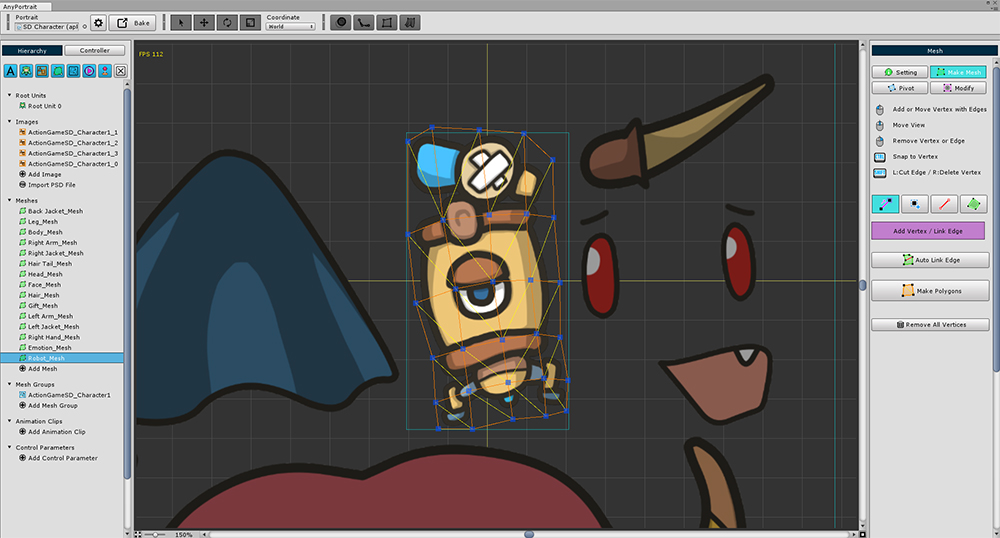 AnyPortrait
Portrait
SD Character (apl
Bake
Coordinate
World
Hierarchy
Controller
A
Root Units
Root Unit 0
Images
ActionGameSD_Character1_1
ActionGameSD_Character1_2
ActionGameSD_Character1_3
ActionGameSD_Character1_0
Add Image
Import PSD File
Meshes
Back Jacket_Mesh
Leg_Mesh
Body_Mesh
Right Arm_Mesh
Right Jacket_Mesh
Hair Tail_Mesh
Head_Mesh
Face_Mesh
Hair_Mesh
Gift_Mesh
Left Arm_Mesh
Left Jacket_Mesh
Right Hand_Mesh
Emotion_Mesh
Robot_Mesh
Add Mesh
Mesh Groups
ActionGameSD_Character1
Add Mesh Group
Animation Clips
Add Animation Clip
Control Parameters
Add Control Parameter
FPS 112
150%
Mesh
Setting
Make Mesh
Pivot
Modify
Add or Move Vertex with Edges
Move View
Remove Vertex or Edge
Snap to Vertex
L:Cut Edge / R:Delete Vertex
Add Vertex / Link Edge
Auto Link Edge
Make Polygons
Remove All Vertices